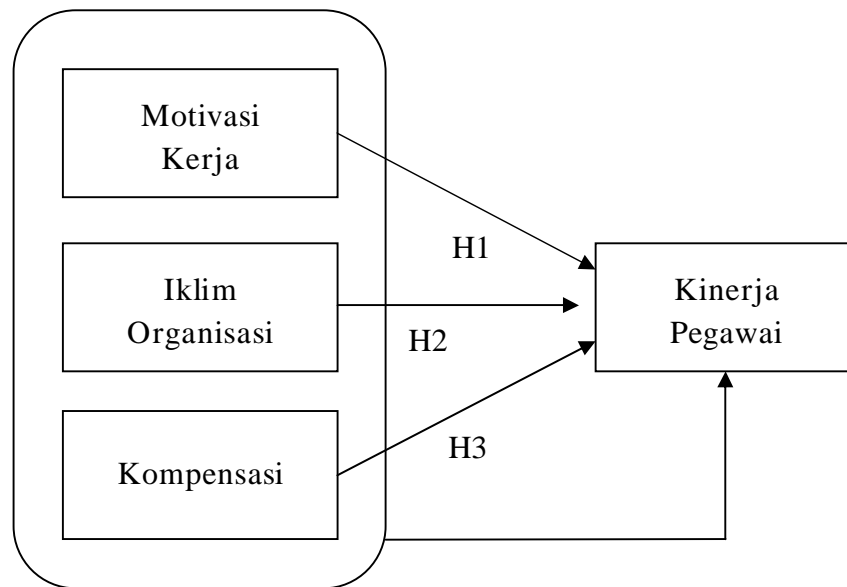 Motivasi
Kerja
H1
Iklim
Organisasi
H2
Kinerja
Pegawai
Kompensasi
H3